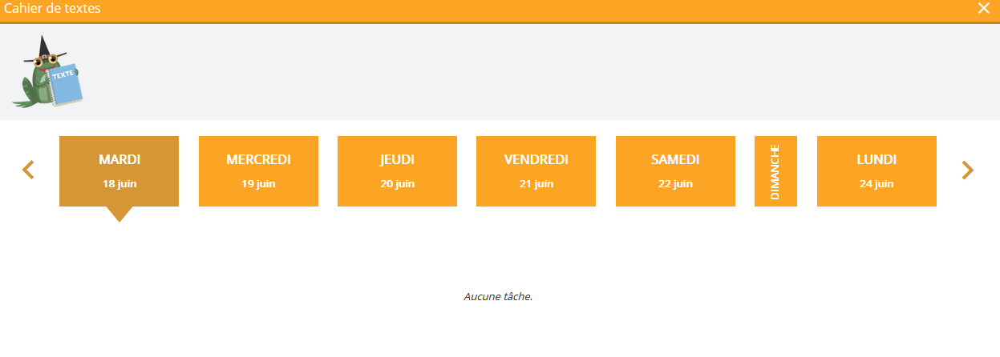 Cahier de textes
TEXTE
MARDI
18 juin
MERCREDI
19 juin
JEUDI
20 juin
VENDREDI
21 juin
SAMEDI
22 juin
DIMANCHE
LUNDI
24 juin
Aucune tâche.